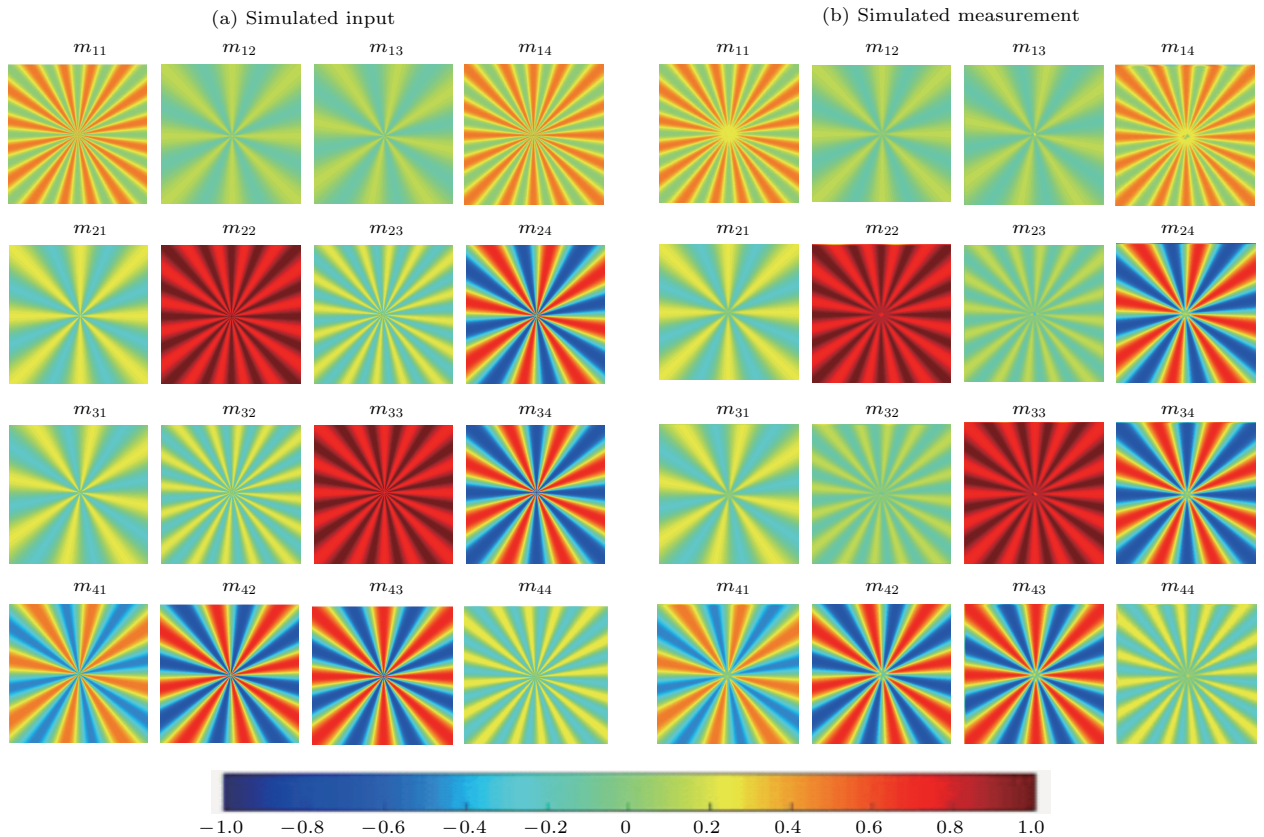 (a) Simulated input
(b) Simulated measurement
m11 m12 m13 m14
m11 m12 m13 m14
m21 m22 m23 m24
m21 m22 m23 m24
m31 m32 m33 m34
m31 m32 m33 m34
m41 m42 m43 m44
m41 m42 m43 m44
−1.0 −0.8 −0.6 −0.4 −0.2 0 0.2 0.4 0.6 0.8 1.0